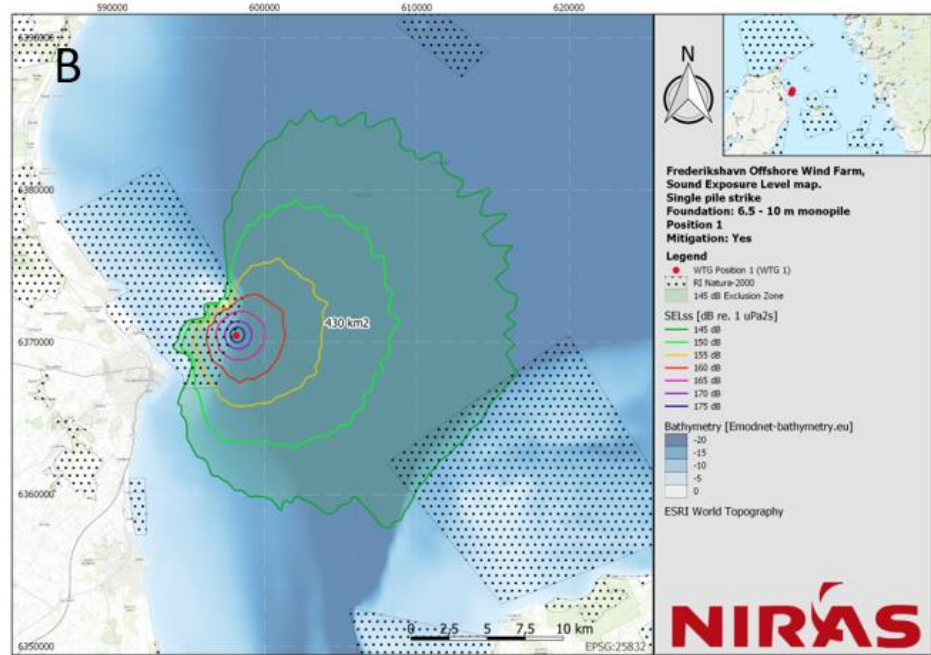 590000
600000
610000
620000
6390000
6380000
6370000
6360000
6350000
B
430 km2
0 2,5 5 7,5 10 km
EPSG:25832
N
Frederikshavn Offshore Wind Farm,
Sound Exposure Level map.
Single pile strike
Foundation: 6.5 - 10 m monopile
Position 1
Mitigation: Yes
Legend
WTG Position 1 (WTG 1)
RI Natura-2000
145 dB Exclusion Zone
SELss [dB re. 1 uPa2s]
145 dB
150 dB
155 dB
160 dB
165 dB
170 dB
175 dB
Bathymetry [Emodnet-bathymetry.eu]
-20
-15
-10
-5
0
ESRI World Topography
NIRAS